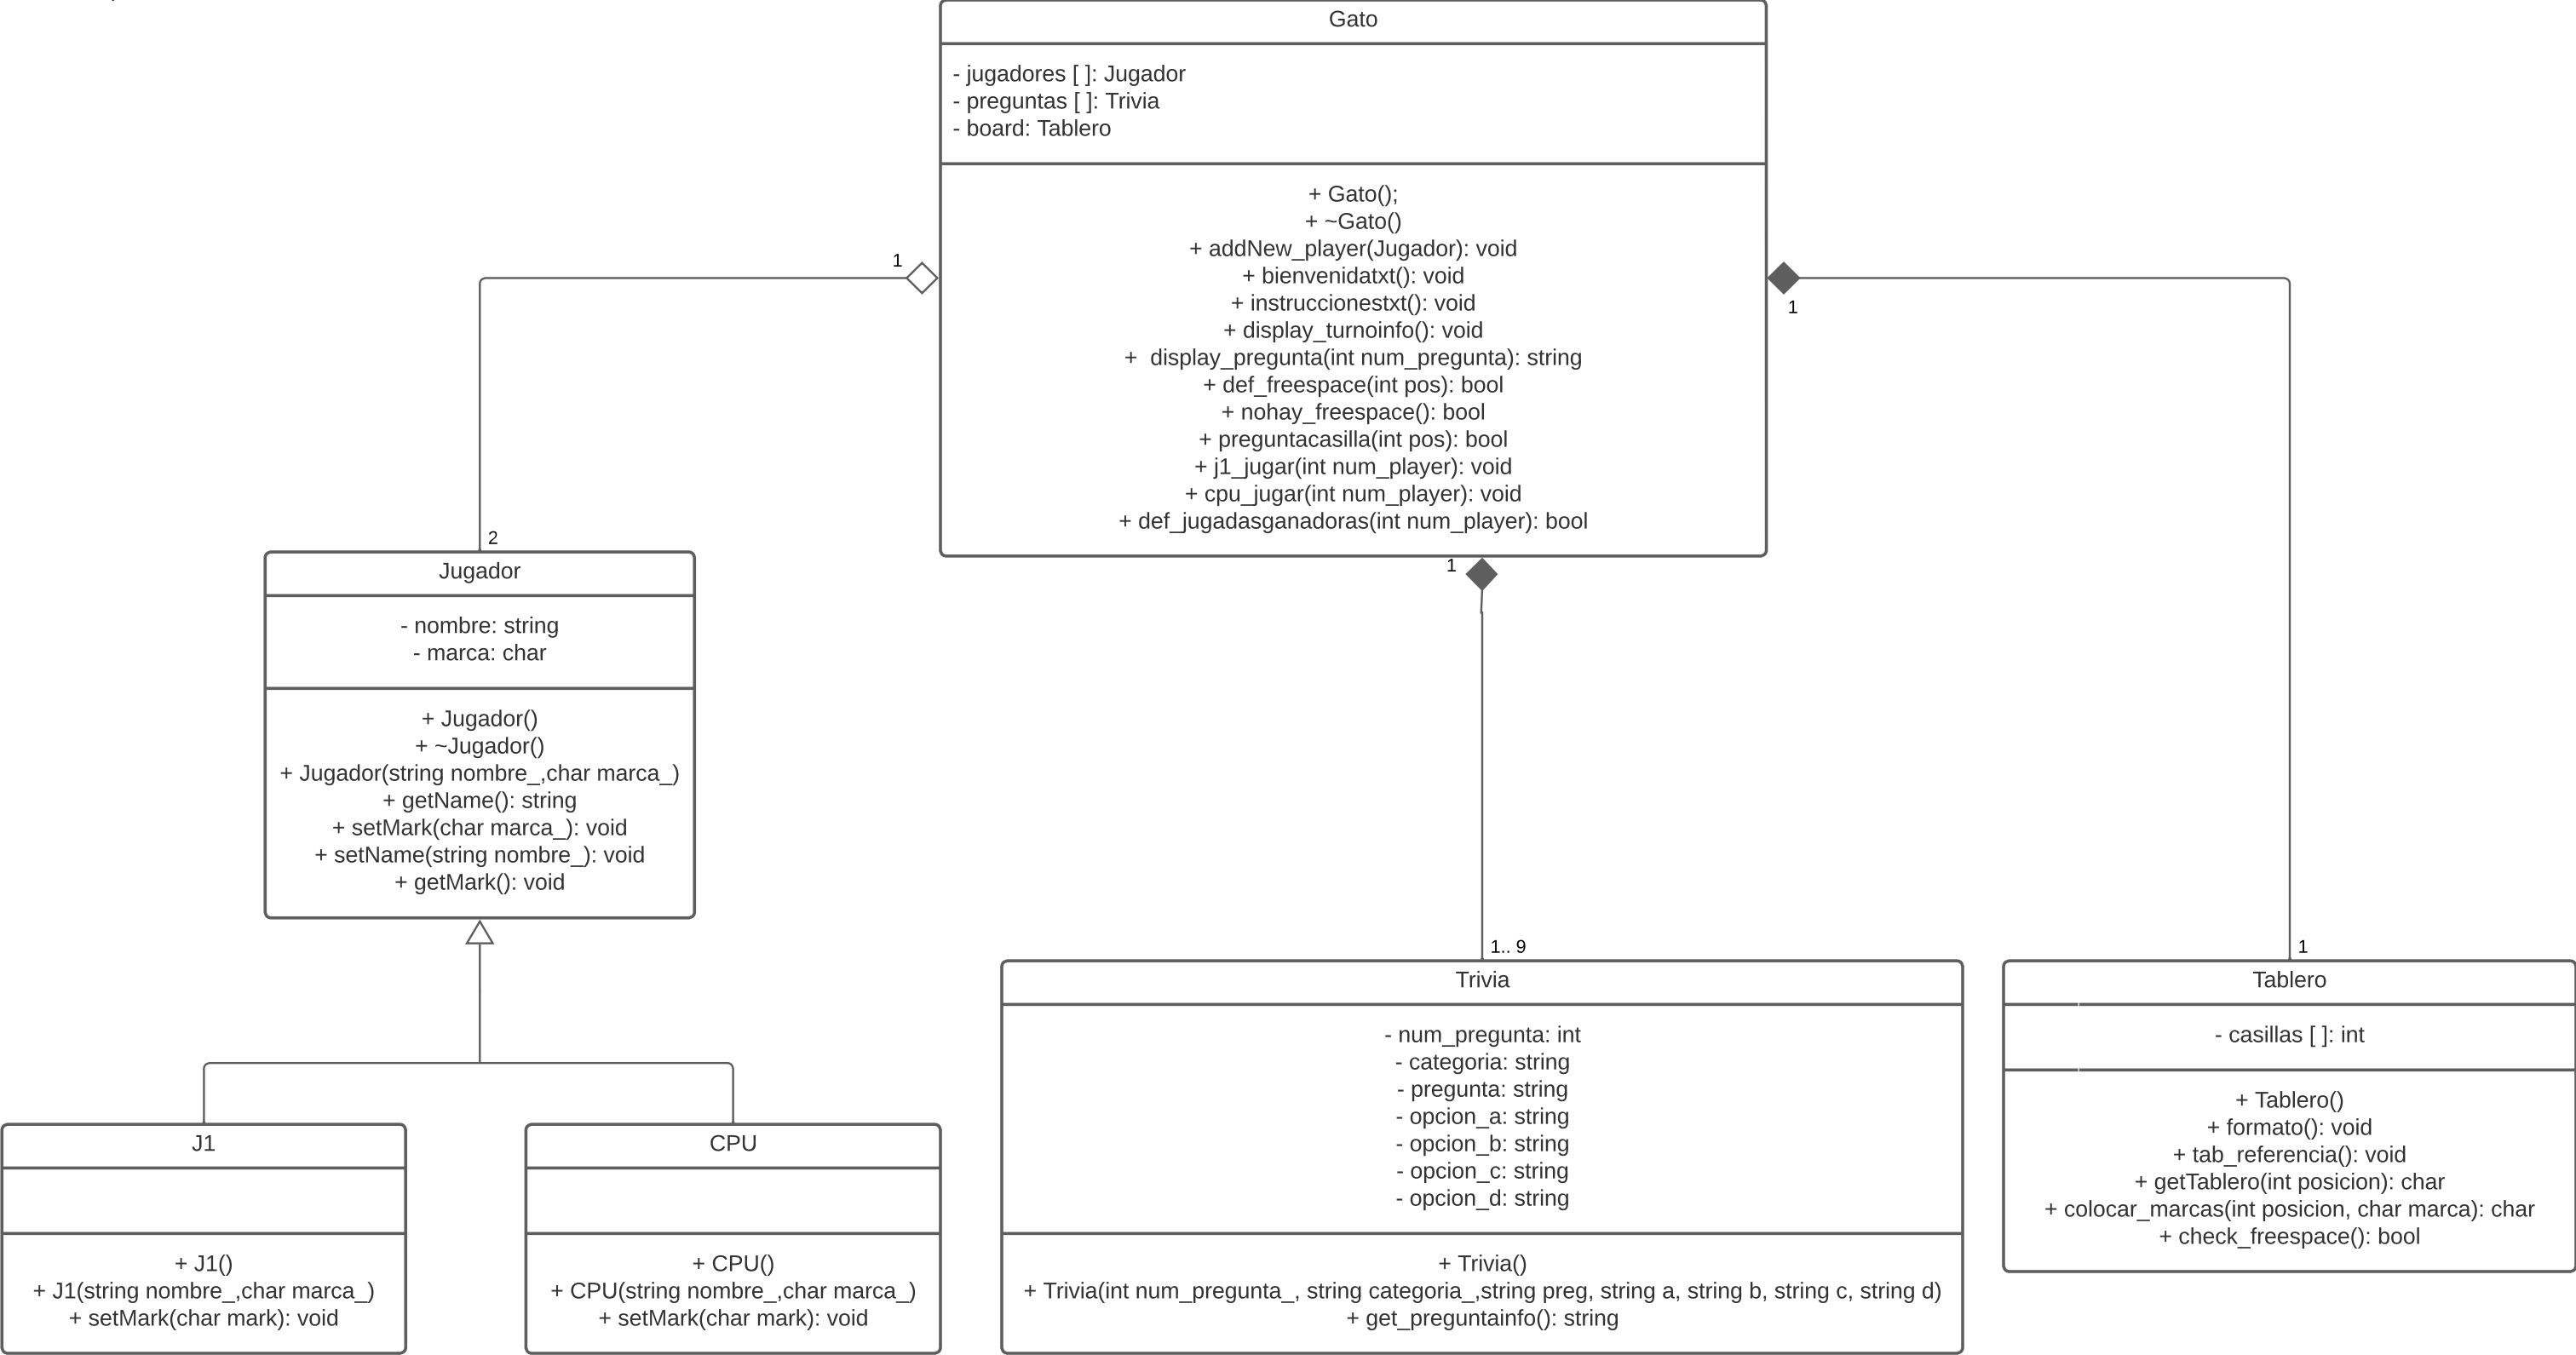 Gato
- jugadores [ ]: Jugador
- preguntas [ ]: Trivia
- board: Tablero
+ Gato();
+ ~Gato()
+ addNew_player(Jugador): void
+ bienvenidatxt(): void
+ instruccionestxt(): void
+ display_turnoinfo(): void
+  display_pregunta(int num_pregunta): string
+ def_freespace(int pos): bool
+ nohay_freespace(): bool
+ preguntacasilla(int pos): bool
+ j1_jugar(int num_player): void
+ cpu_jugar(int num_player): void
+ def_jugadasganadoras(int num_player): bool
1
1
1
2
Jugador
- nombre: string
- marca: char
+ Jugador()
+ ~Jugador()
+ Jugador(string nombre_,char marca_)
+ getName(): string
+ setMark(char marca_): void
+ setName(string nombre_): void
+ getMark(): void
J1
+ J1()
+ J1(string nombre_,char marca_)
+ setMark(char mark): void
CPU
+ CPU()
+ CPU(string nombre_,char marca_)
+ setMark(char mark): void
1.. 9
Trivia
- num_pregunta: int
- categoria: string
- pregunta: string
- opcion_a: string
- opcion_b: string
- opcion_c: string
- opcion_d: string
+ Trivia()
+ Trivia(int num_pregunta_, string categoria_,string preg, string a, string b, string c, string d)
+ get_preguntainfo(): string
1
Tablero
- casillas [ ]: int
+ Tablero()
+ formato(): void
+ tab_referencia(): void
+ getTablero(int posicion): char
+ colocar_marcas(int posicion, char marca): char
+ check_freespace(): bool